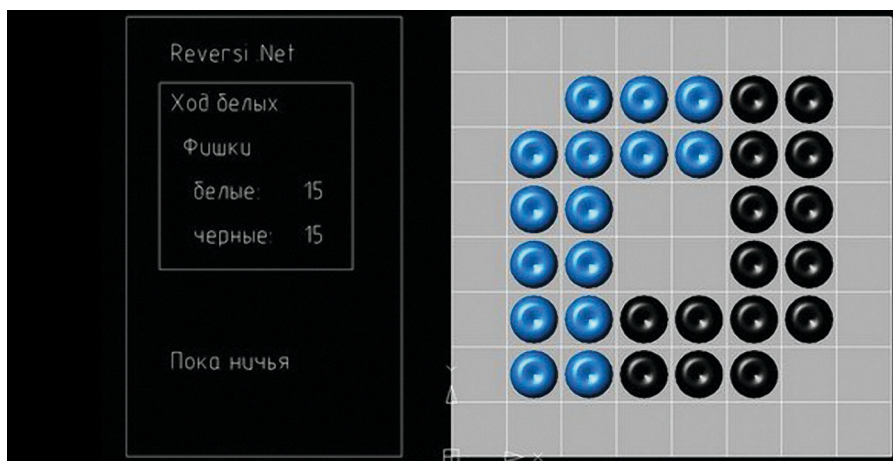 Reversi .Net
Ход белых
Фишки
белые: 15
черные: 15
Пока ничья
Y
X